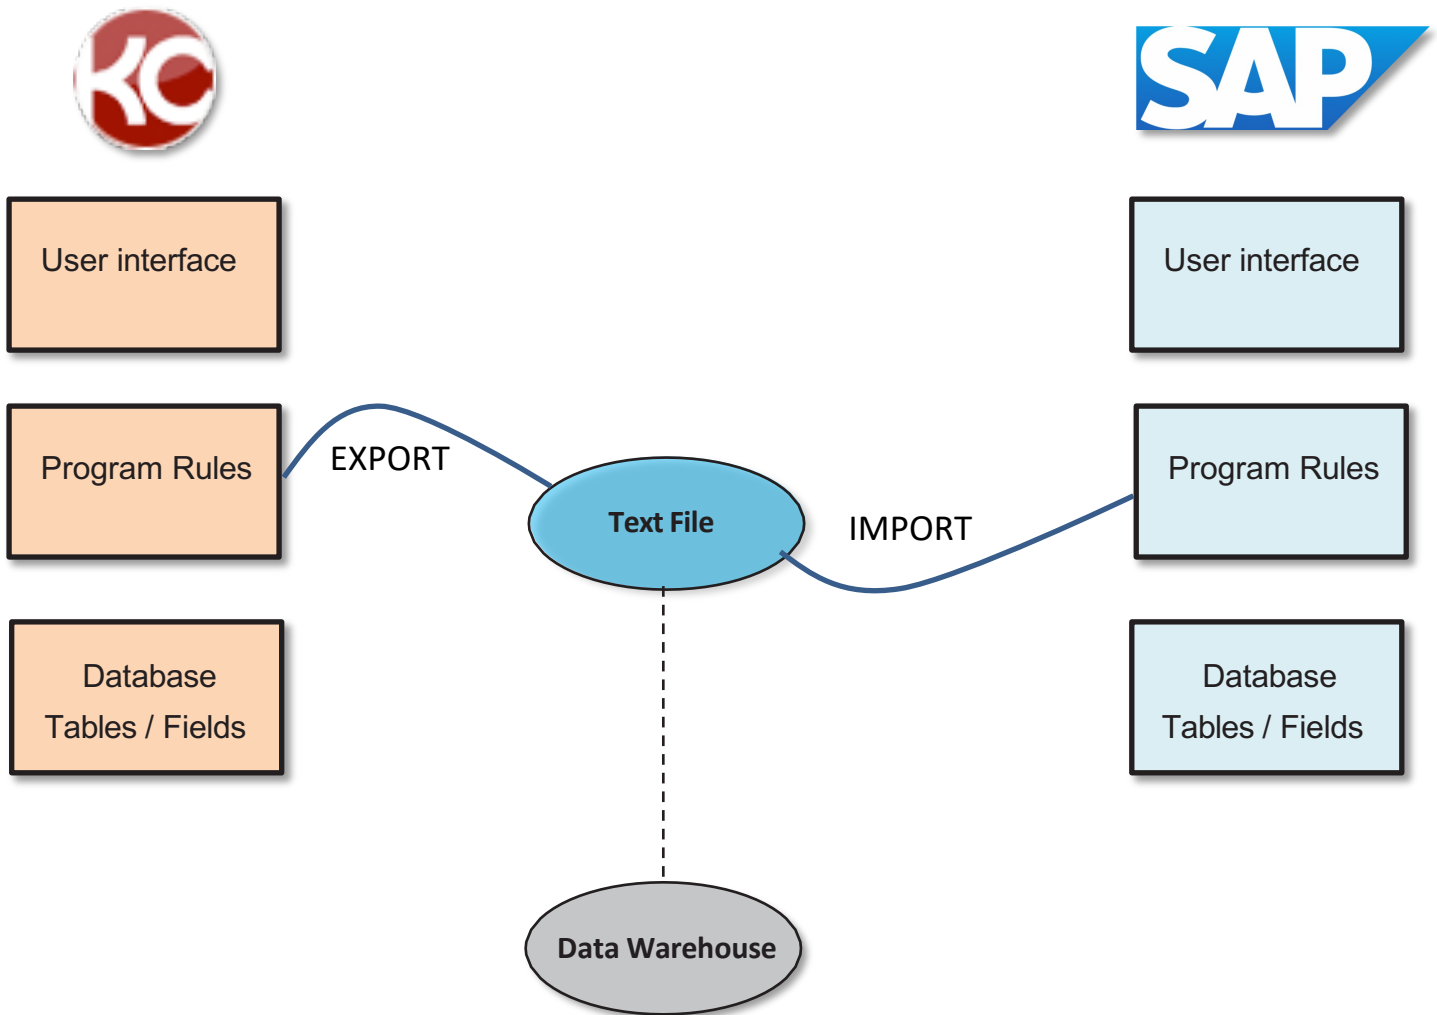 KC
SAP
User interface
User interface
Program Rules
EXPORT
Text File
IMPORT
Program Rules
Database
Tables / Fields
Database
Tables / Fields
Data Warehouse